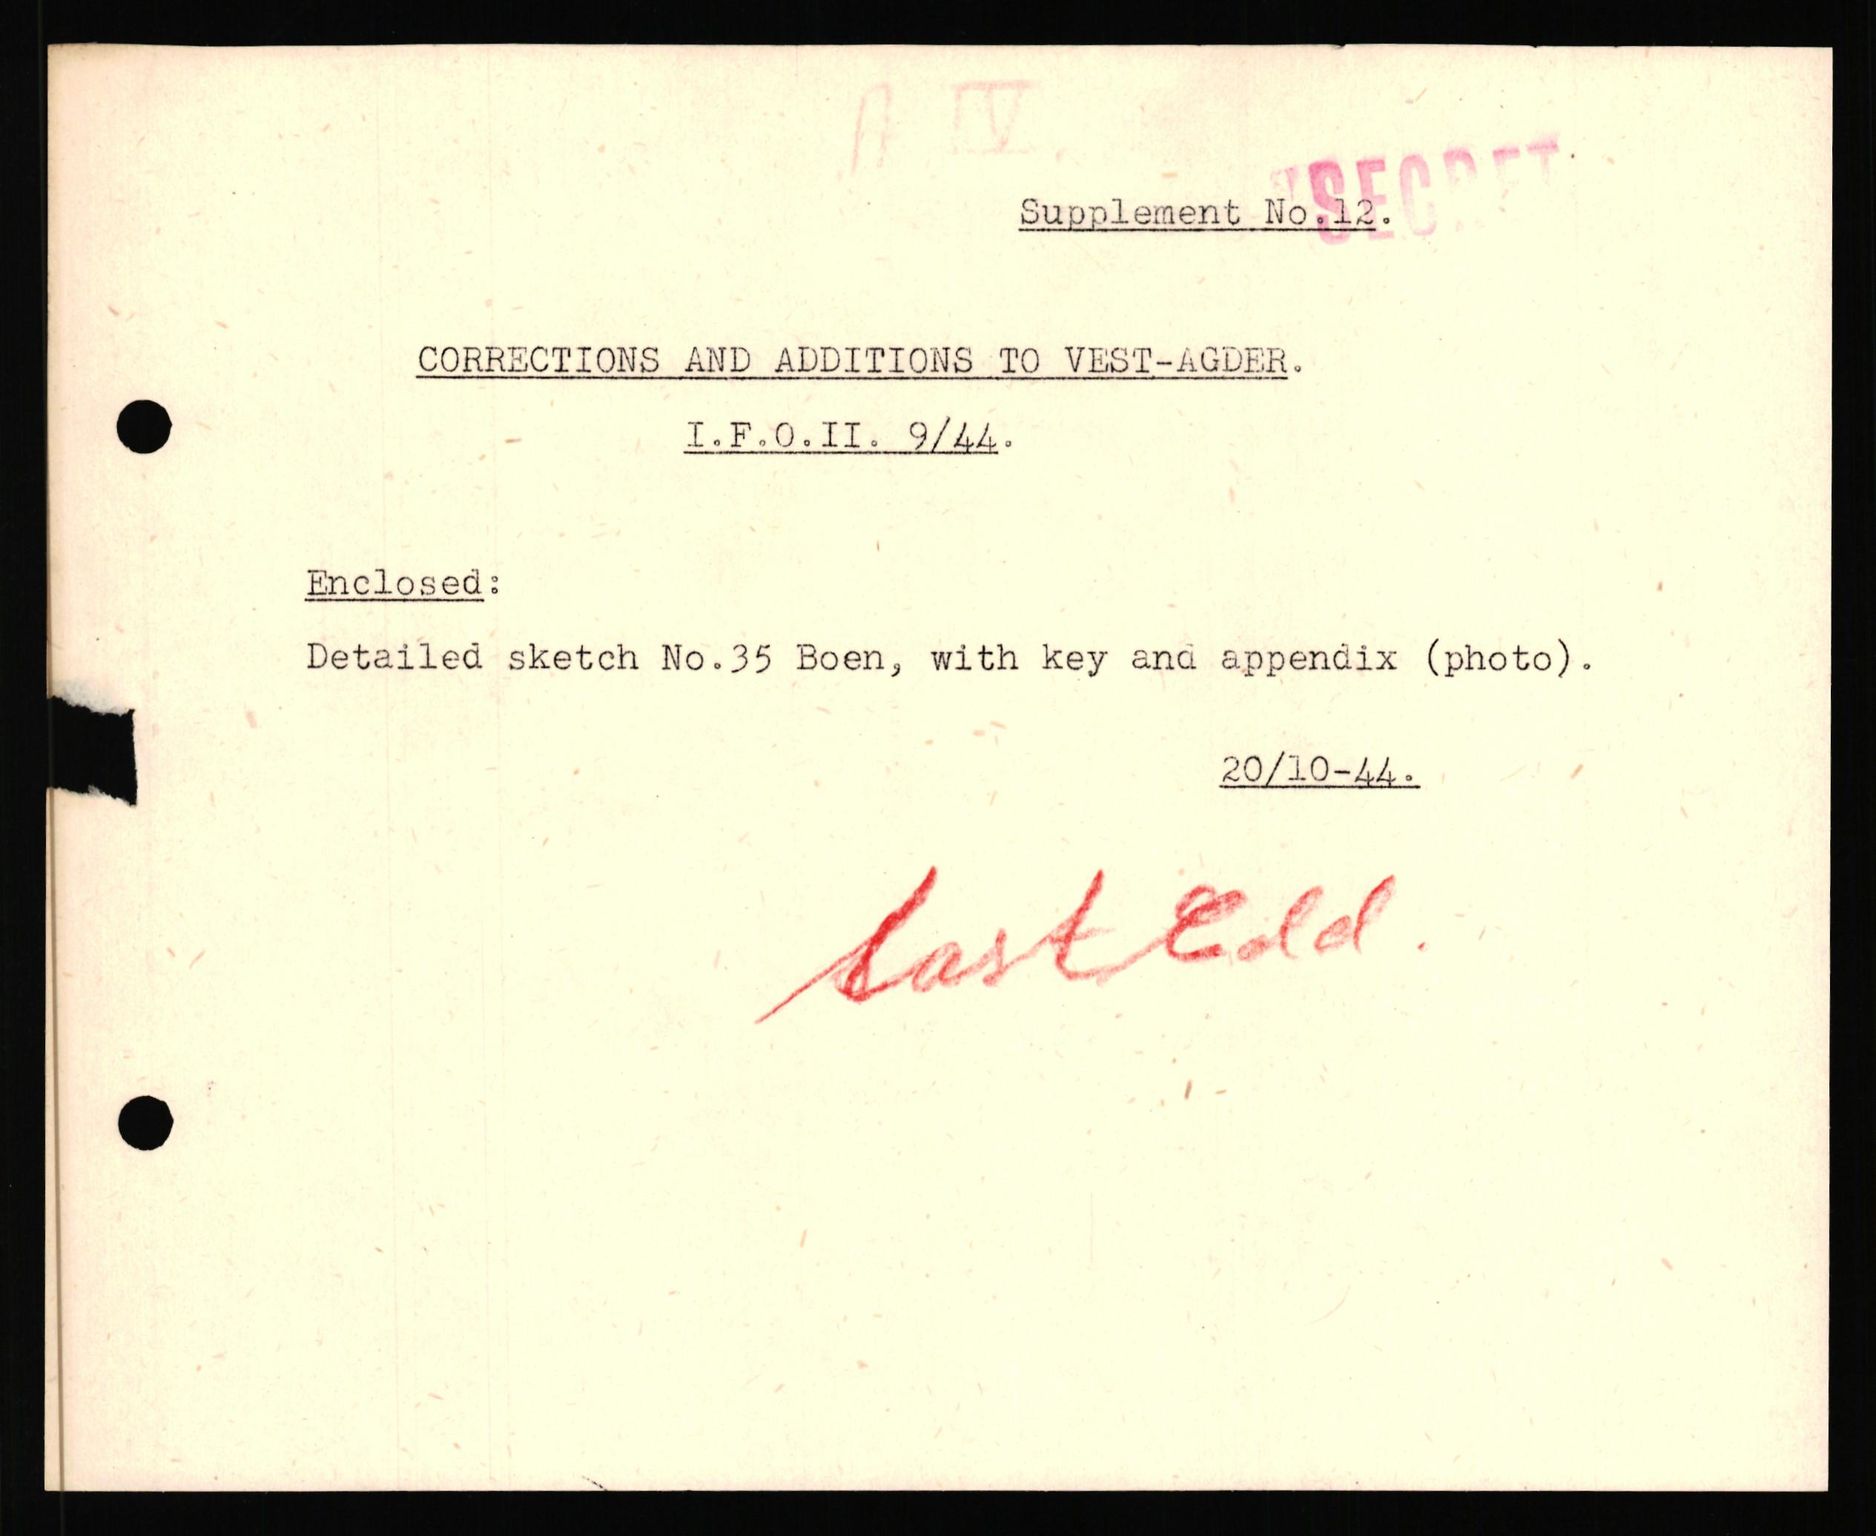 A IV.
"SECRET
Supplement No.12.
CORRECTIONS AND ADDITIONS TO VEST-AGDER.
I.F.O.II. 9/44.
Enclosed:
Detailed sketch No.35 Boen, with key and appendix (photo).
20/10-44.
Last